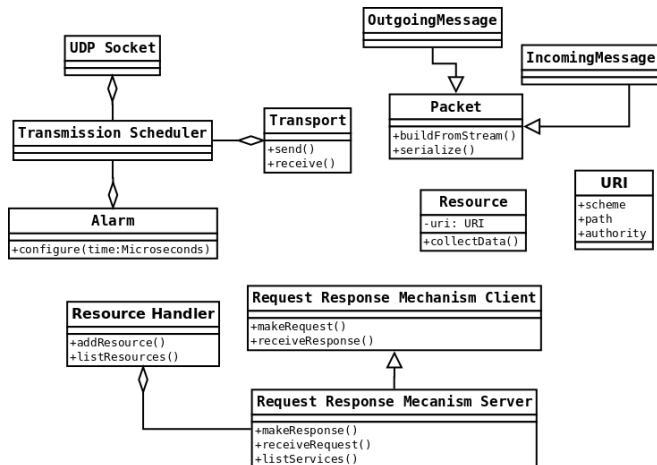 OutgoingMessage
UDP Socket
IncomingMessage
Packet
+buildFromStream()
+serialize()
Transmission Scheduler
Transport
+send()
+receive()
Alarm
+configure(time:Microseconds)
Resource
-uri: URI
+collectData()
URI
+scheme
+path
+authority
Resource Handler
+addResource()
+listResources()
Request Response Mechanism Client
+makeRequest()
+receiveResponse()
Request Response Mecanism Server
+makeResponse()
+receiveRequest()
+listServices()